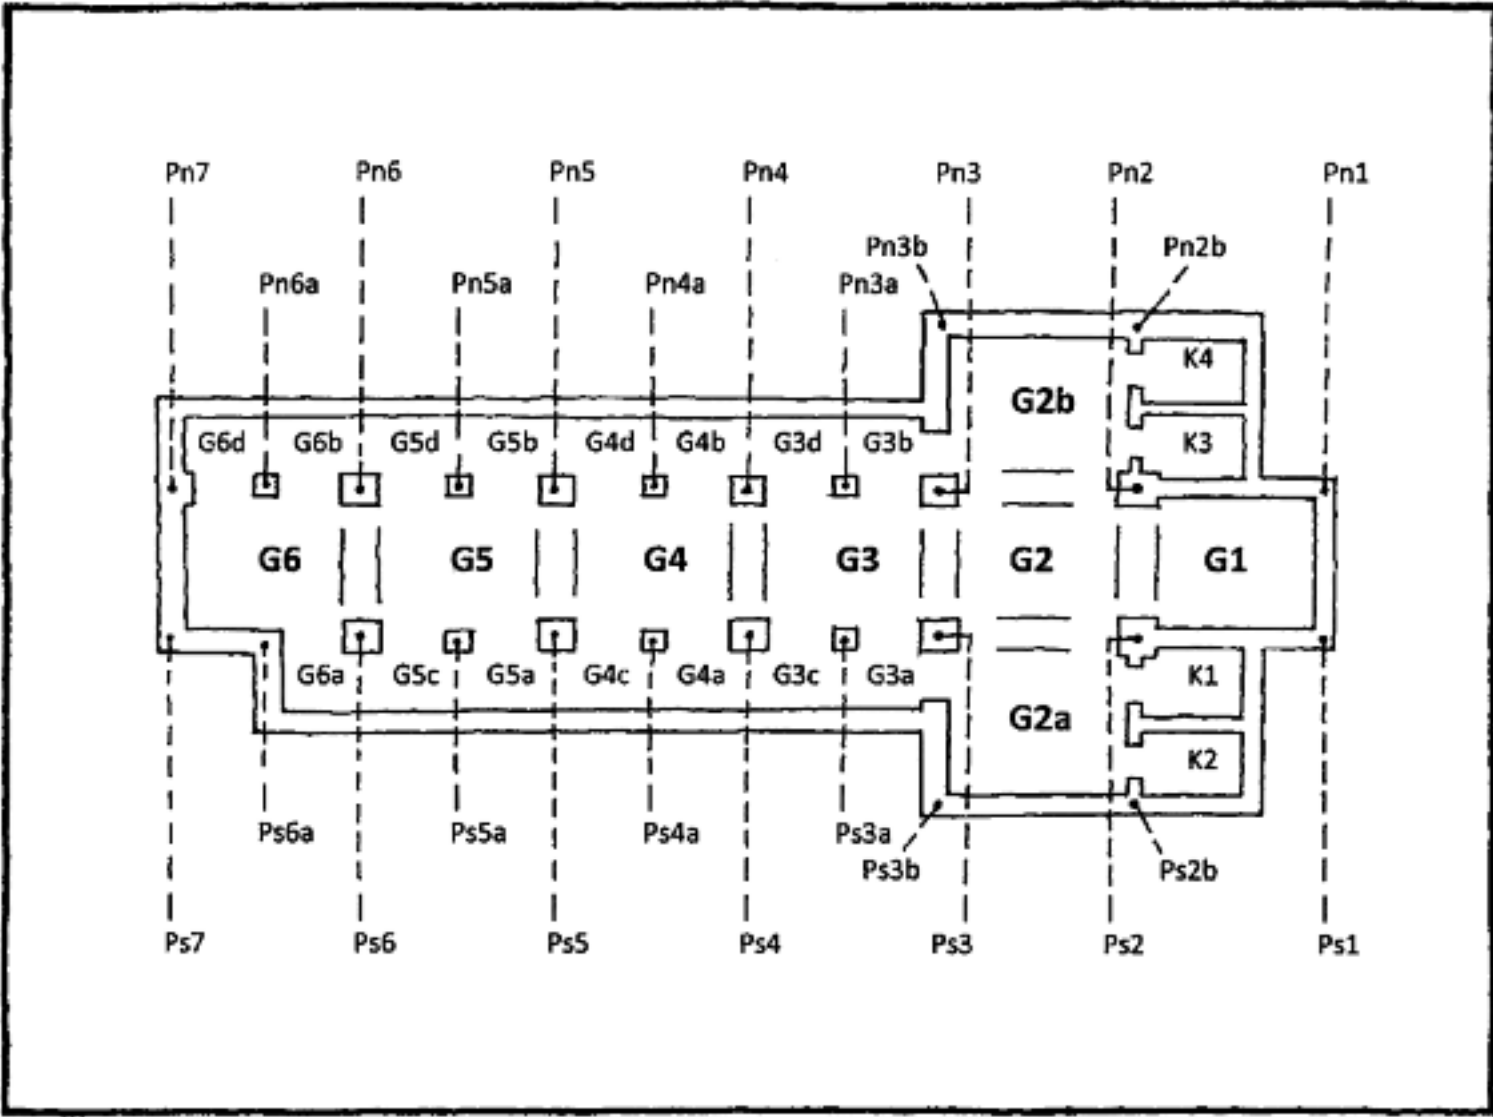 Pn7 Pn6 Pn5 Pn4 Pn3 Pn2 Pn1
Pn3b Pn2b
Pn6a Pn5a Pn4a Pn3a
K4
G2b
G6d G6b G5d G5b G4d G4b G3d G3b K3
G6 G5 G4 G3 G2 G1
G6a G5c G5a G4c G4a G3c G3a K1
G2a
K2
Ps6a Ps5a Ps4a Ps3a
Ps3b Ps2b
Ps7 Ps6 Ps5 Ps4 Ps3 Ps2 Ps1